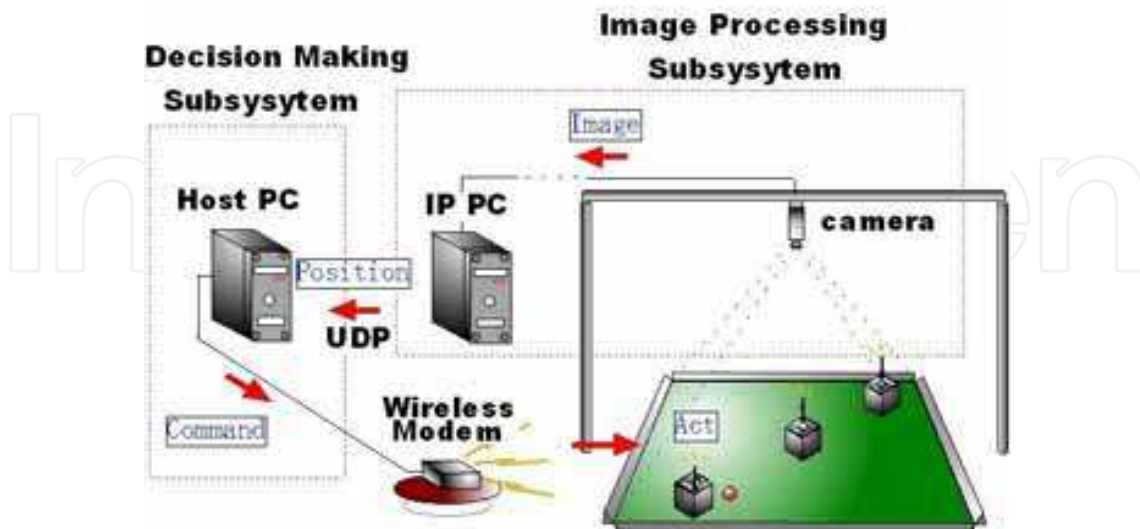 Image Processing
Subsysytem
Decision Making
Subsysytem
Image
Host PC
IP PC
camera
Position
UDP
Wireless
Modem
Command
Act